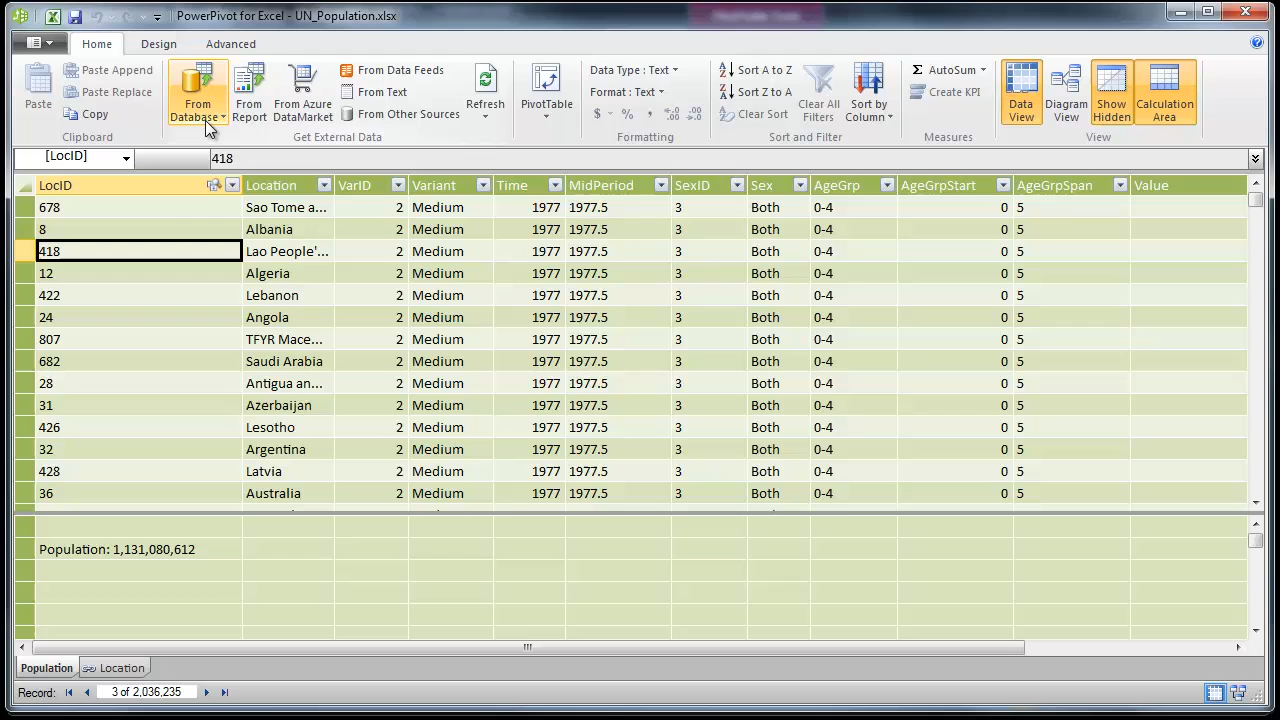 PowerPivot for Excel - UN_Population.xlsx
Home Design Advanced
Paste
Paste Append
Paste Replace
Copy
Clipboard
From Database
From Report
From Azure DataMarket
From Data Feeds
From Text
From Other Sources
Get External Data
Refresh
PivotTable
Data Type : Text
Format : Text
$ % , .00 .0
Formatting
Sort A to Z
Sort Z to A
Clear Sort
Clear All Filters
Sort by Column
Sort and Filter
Σ AutoSum
Create KPI
Measures
Data View
Diagram View
Show Hidden
Calculation Area
View
[LocID] 418
LocID Location VarID Variant Time MidPeriod SexID Sex AgeGrp AgeGrpStart AgeGrpSpan Value
678 Sao Tome a... 2 Medium 1977 1977.5 3 Both 0-4 0 5
8 Albania 2 Medium 1977 1977.5 3 Both 0-4 0 5
418 Lao People'... 2 Medium 1977 1977.5 3 Both 0-4 0 5
12 Algeria 2 Medium 1977 1977.5 3 Both 0-4 0 5
422 Lebanon 2 Medium 1977 1977.5 3 Both 0-4 0 5
24 Angola 2 Medium 1977 1977.5 3 Both 0-4 0 5
807 TFYR Mace... 2 Medium 1977 1977.5 3 Both 0-4 0 5
682 Saudi Arabia 2 Medium 1977 1977.5 3 Both 0-4 0 5
28 Antigua an... 2 Medium 1977 1977.5 3 Both 0-4 0 5
31 Azerbaijan 2 Medium 1977 1977.5 3 Both 0-4 0 5
426 Lesotho 2 Medium 1977 1977.5 3 Both 0-4 0 5
32 Argentina 2 Medium 1977 1977.5 3 Both 0-4 0 5
428 Latvia 2 Medium 1977 1977.5 3 Both 0-4 0 5
36 Australia 2 Medium 1977 1977.5 3 Both 0-4 0 5
Population: 1,131,080,612
Population Location
Record: 3 of 2,036,235